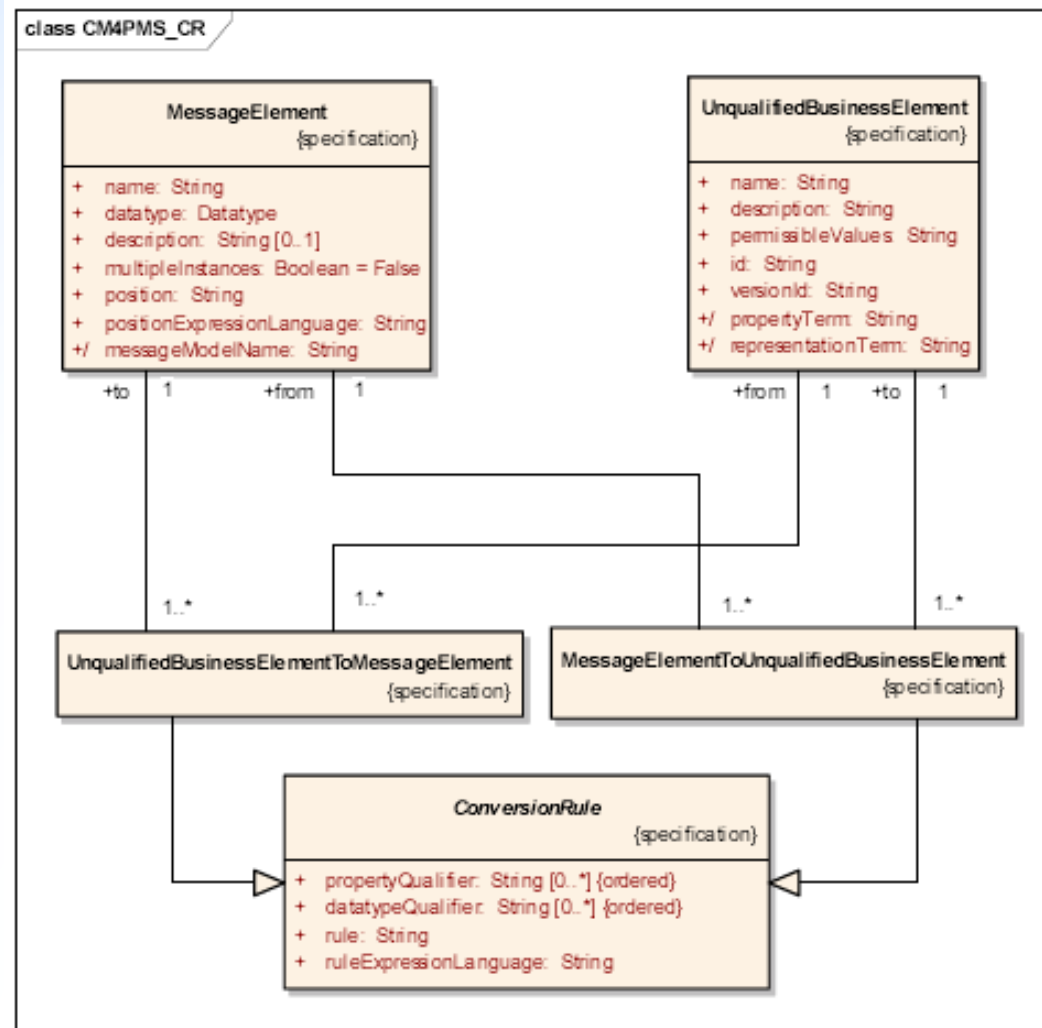 class CM4PMS_CR
MessageElement
{specification}
+ name: String
+ datatype: Datatype
+ description: String [0..1]
+ multipleInstances: Boolean = False
+ position: String
+ positionExpressionLanguage: String
+/ messageModelName: String
UnqualifiedBusinessElement
{specification}
+ name: String
+ description: String
+ permissibleValues: String
+ id: String
+ versionId: String
+/ propertyTerm: String
+/ representationTerm: String
+to 1 +from 1 +from 1 +to 1
1..* 1..* 1..* 1..*
UnqualifiedBusinessElementToMessageElement
{specification}
MessageElementToUnqualifiedBusinessElement
{specification}
ConversionRule
{specification}
+ propertyQualifier: String [0..*] {ordered}
+ datatypeQualifier: String [0..*] {ordered}
+ rule: String
+ ruleExpressionLanguage: String